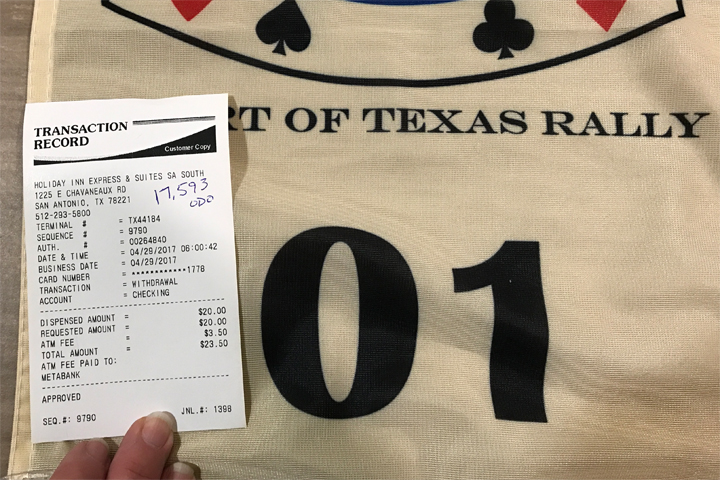 TRANSACTION
RECORD
Customer Copy
HOLIDAY INN EXPRESS & SUITES SA SOUTH
1225 E CHAVANEAUX RD
SAN ANTONIO, TX 78221
512-293-5800
17,593
ODO
TERMINAL # = TX44184
SEQUENCE # = 9790
AUTH. # = 00264840
DATE & TIME = 04/29/2017 06:00:42
BUSINESS DATE = 04/29/2017
CARD NUMBER = ************1778
TRANSACTION = WITHDRAWAL
ACCOUNT = CHECKING
DISPENSED AMOUNT = $20.00
REQUESTED AMOUNT = $20.00
ATM FEE = $3.50
TOTAL AMOUNT = $23.50
ATM FEE PAID TO:
METABANK
APPROVED
SEQ.#: 9790 JNL.#: 1398
RT OF TEXAS RALLY
01